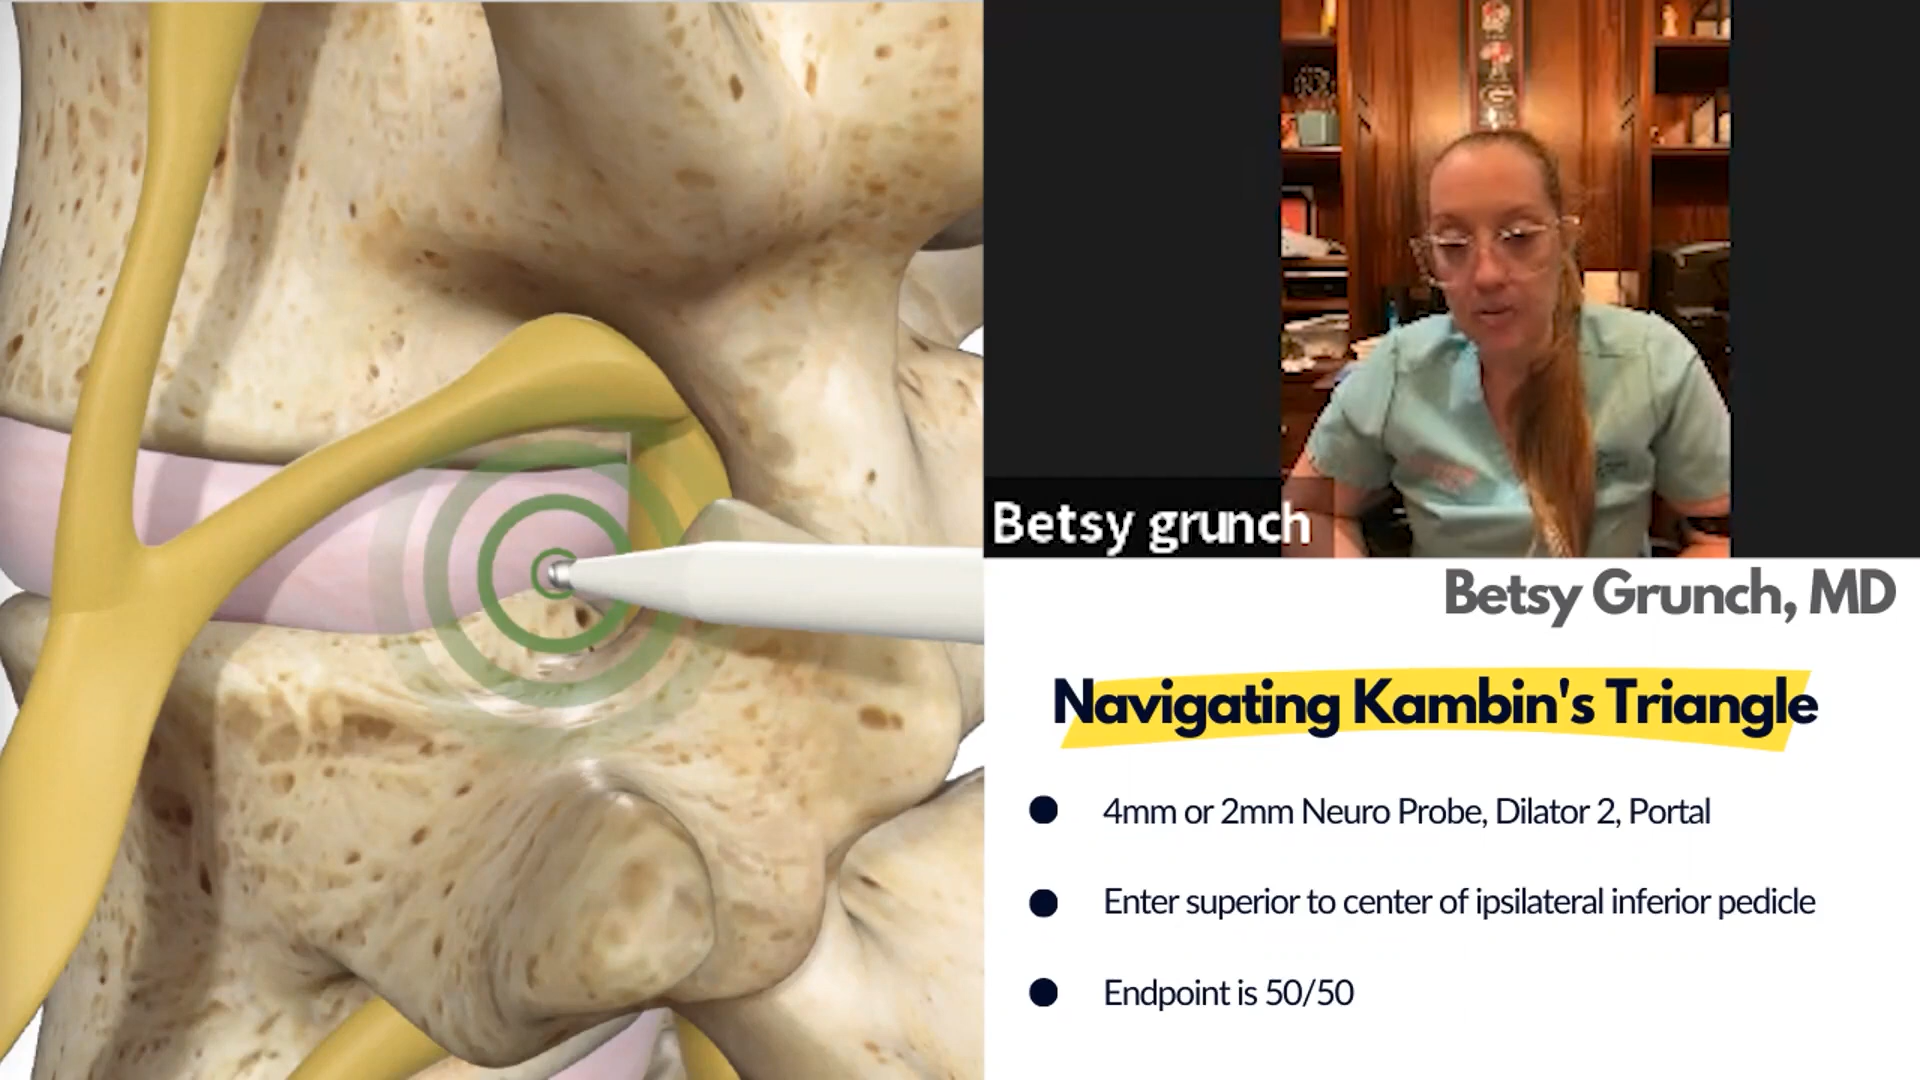 Betsy grunch
Betsy Grunch, MD
Navigating Kambin's Triangle
4mm or 2mm Neuro Probe, Dilator 2, Portal
Enter superior to center of ipsilateral inferior pedicle
Endpoint is 50/50